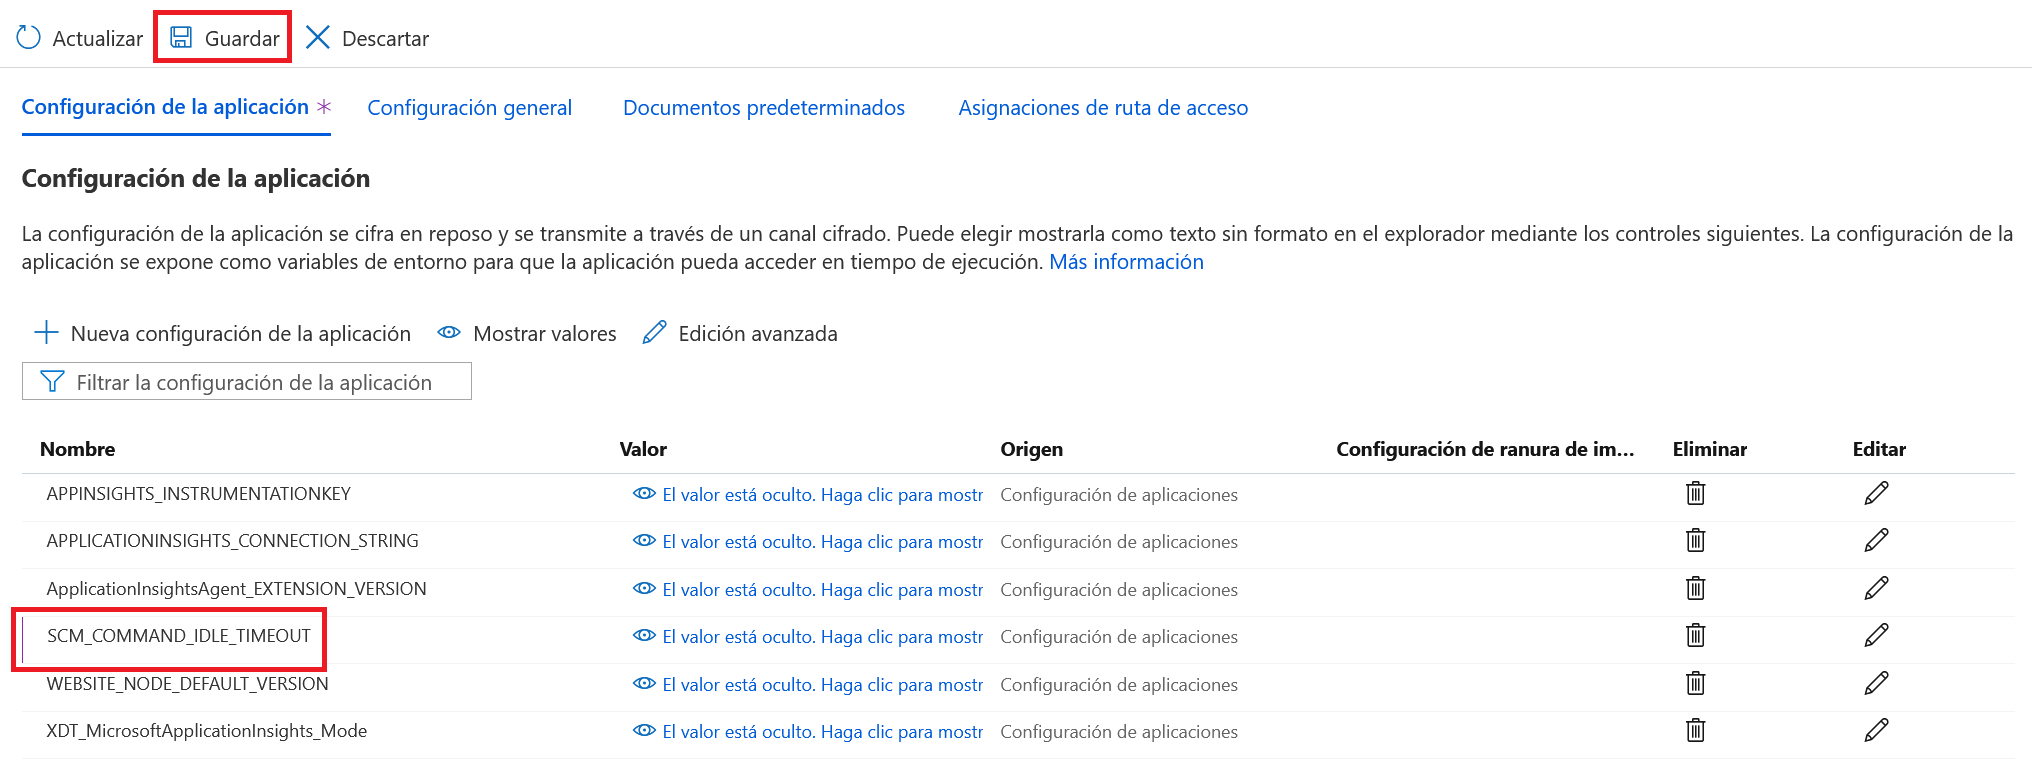 Actualizar Guardar Descartar
Configuración de la aplicación * Configuración general Documentos predeterminados Asignaciones de ruta de acceso
Configuración de la aplicación
La configuración de la aplicación se cifra en reposo y se transmite a través de un canal cifrado. Puede elegir mostrarla como texto sin formato en el explorador mediante los controles siguientes. La configuración de la
aplicación se expone como variables de entorno para que la aplicación pueda acceder en tiempo de ejecución. Más información
Nueva configuración de la aplicación Mostrar valores Edición avanzada
Filtrar la configuración de la aplicación
Nombre Valor Origen Configuración de ranura de im... Eliminar Editar
APPINSIGHTS_INSTRUMENTATIONKEY El valor está oculto. Haga clic para mostr Configuración de aplicaciones
APPLICATIONINSIGHTS_CONNECTION_STRING El valor está oculto. Haga clic para mostr Configuración de aplicaciones
ApplicationInsightsAgent_EXTENSION_VERSION El valor está oculto. Haga clic para mostr Configuración de aplicaciones
SCM_COMMAND_IDLE_TIMEOUT El valor está oculto. Haga clic para mostr Configuración de aplicaciones
WEBSITE_NODE_DEFAULT_VERSION El valor está oculto. Haga clic para mostr Configuración de aplicaciones
XDT_MicrosoftApplicationInsights_Mode El valor está oculto. Haga clic para mostr Configuración de aplicaciones